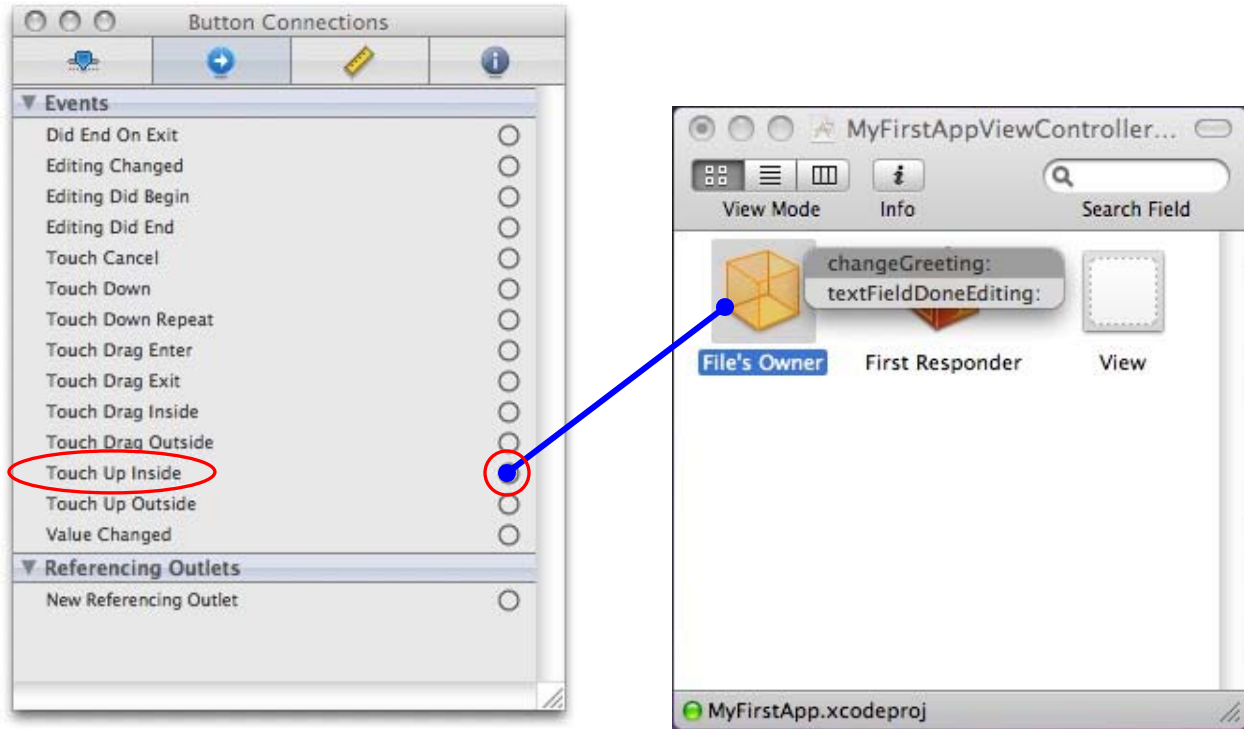 Button Connections
Events
Did End On Exit
Editing Changed
Editing Did Begin
Editing Did End
Touch Cancel
Touch Down
Touch Down Repeat
Touch Drag Enter
Touch Drag Exit
Touch Drag Inside
Touch Drag Outside
Touch Up Inside
Touch Up Outside
Value Changed
Referencing Outlets
New Referencing Outlet
MyFirstAppViewController...
View Mode Info Search Field
changeGreeting:
textFieldDoneEditing:
File's Owner First Responder View
MyFirstApp.xcodeproj